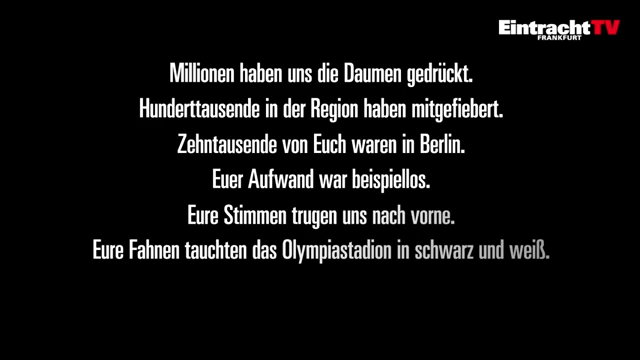 EintrachtTV
FRANKFURT
Millionen haben uns die Daumen gedrückt.
Hunderttausende in der Region haben mitgefiebert.
Zehntausende von Euch waren in Berlin.
Euer Aufwand war beispiellos.
Eure Stimmen trugen uns nach vorne.
Eure Fahnen tauchten das Olympiastadion in schwarz und weiß.